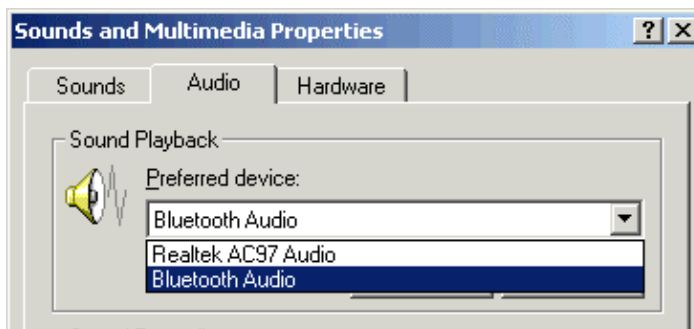 Sounds and Multimedia Properties
Sounds Audio Hardware
Sound Playback
Preferred device:
Bluetooth Audio
Realtek AC97 Audio
Bluetooth Audio